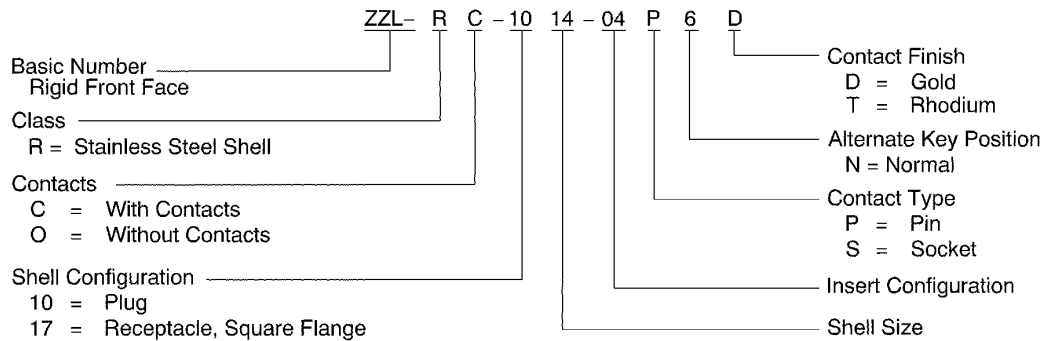 ZZL- R C - 10 14 - 04 P 6 D
Basic Number
Rigid Front Face
Class
R = Stainless Steel Shell
Contacts
C = With Contacts
O = Without Contacts
Shell Configuration
10 = Plug
17 = Receptacle, Square Flange
Contact Finish
D = Gold
T = Rhodium
Alternate Key Position
N = Normal
Contact Type
P = Pin
S = Socket
Insert Configuration
Shell Size